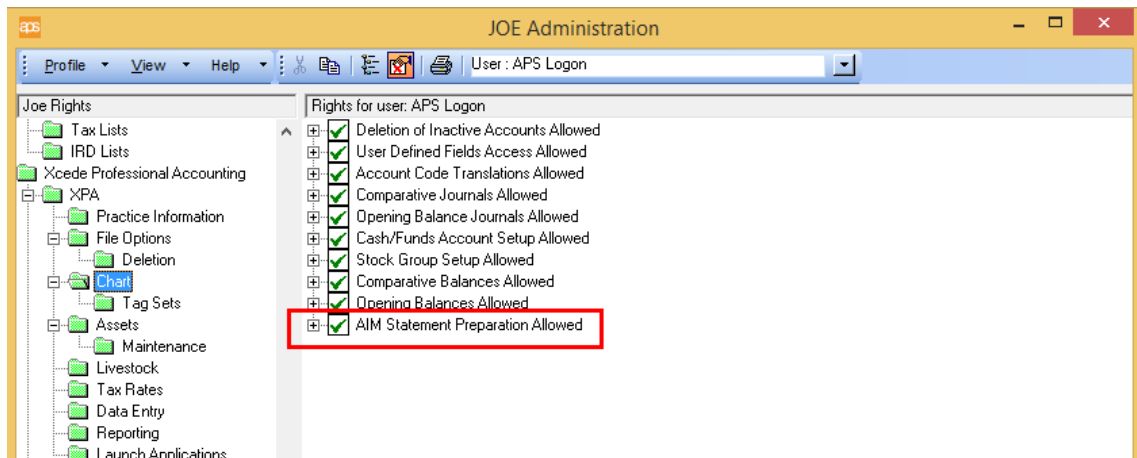 aps
JOE Administration
Profile View Help User : APS Logon
Joe Rights
Tax Lists
IRD Lists
Xcede Professional Accounting
XPA
Practice Information
File Options
Deletion
Chart
Tag Sets
Assets
Maintenance
Livestock
Tax Rates
Data Entry
Reporting
Launch Applications
Rights for user: APS Logon
Deletion of Inactive Accounts Allowed
User Defined Fields Access Allowed
Account Code Translations Allowed
Comparative Journals Allowed
Opening Balance Journals Allowed
Cash/Funds Account Setup Allowed
Stock Group Setup Allowed
Comparative Balances Allowed
Opening Balances Allowed
AIM Statement Preparation Allowed